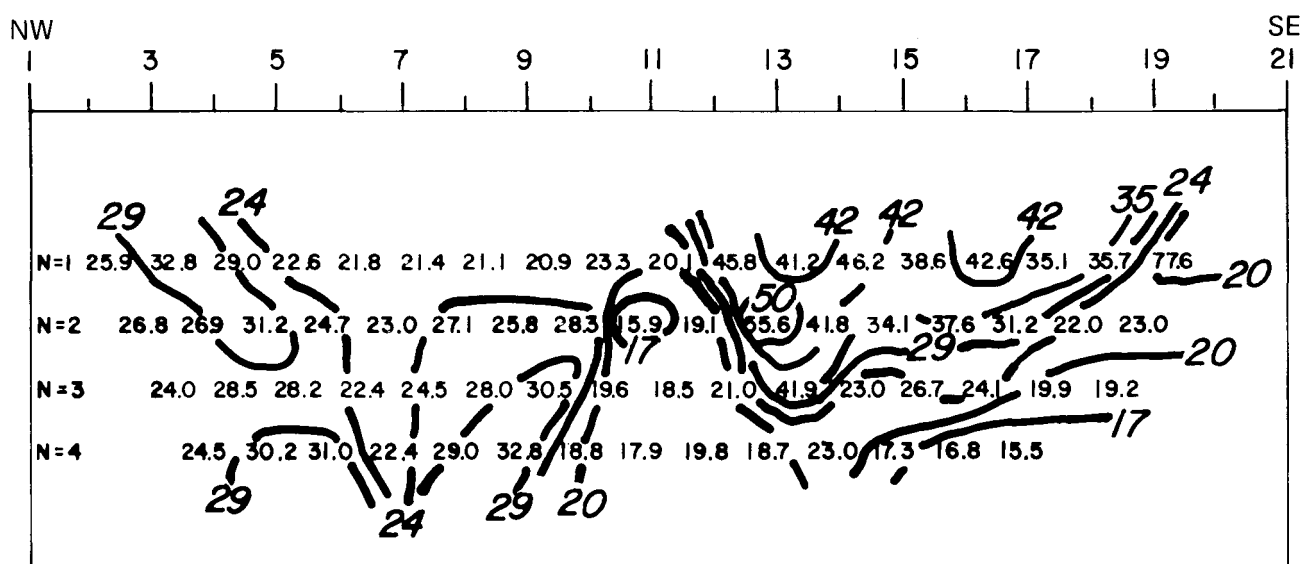 NW SE
1 3 5 7 9 11 13 15 17 19 21
29 24 42 42 42 35 24
N=1 25.9 32.8 29.0 22.6 21.8 21.4 21.1 20.9 23.3 20.1 45.8 41.2 46.2 38.6 42.6 35.1 35.7 77.6 20
50
N=2 26.8 269 31.2 24.7 23.0 27.1 25.8 28.3 15.9 19.1 55.6 41.8 34.1 37.6 31.2 22.0 23.0
17 29 20
N=3 24.0 28.5 28.2 22.4 24.5 28.0 30.5 19.6 18.5 21.0 41.9 23.0 26.7 24.1 19.9 19.2
17
N=4 24.5 30.2 31.0 22.4 29.0 32.8 18.8 17.9 19.8 18.7 23.0 17.3 16.8 15.5
29 24 29 20